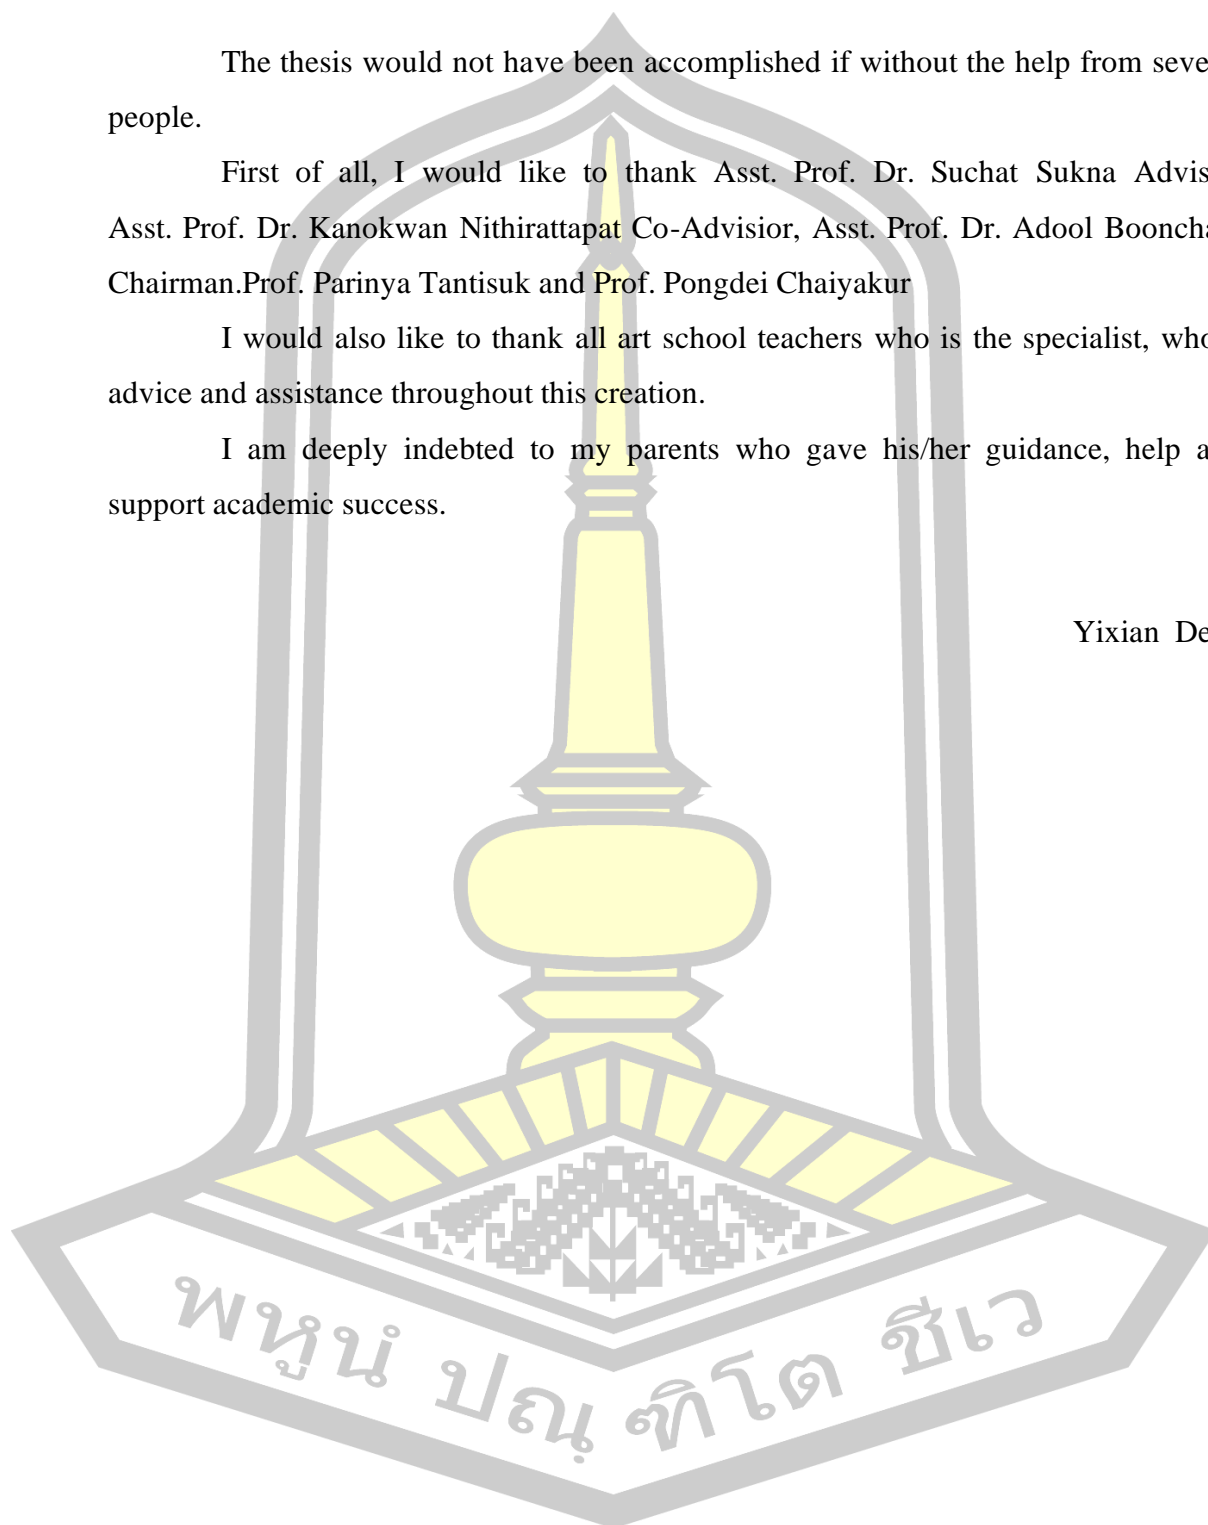 The thesis would not have been accomplished if without the help from seve
people.
First of all, I would like to thank Asst. Prof. Dr. Suchat Sukna Advis
Asst. Prof. Dr. Kanokwan Nithirattapat Co-Advisior, Asst. Prof. Dr. Adool Booncha
Chairman.Prof. Parinya Tantisuk and Prof. Pongdei Chaiyakur
I would also like to thank all art school teachers who is the specialist, who
advice and assistance throughout this creation.
I am deeply indebted to my parents who gave his/her guidance, help a
support academic success.
Yixian De
พหูนํ ปณฺฑิโต ชีเว